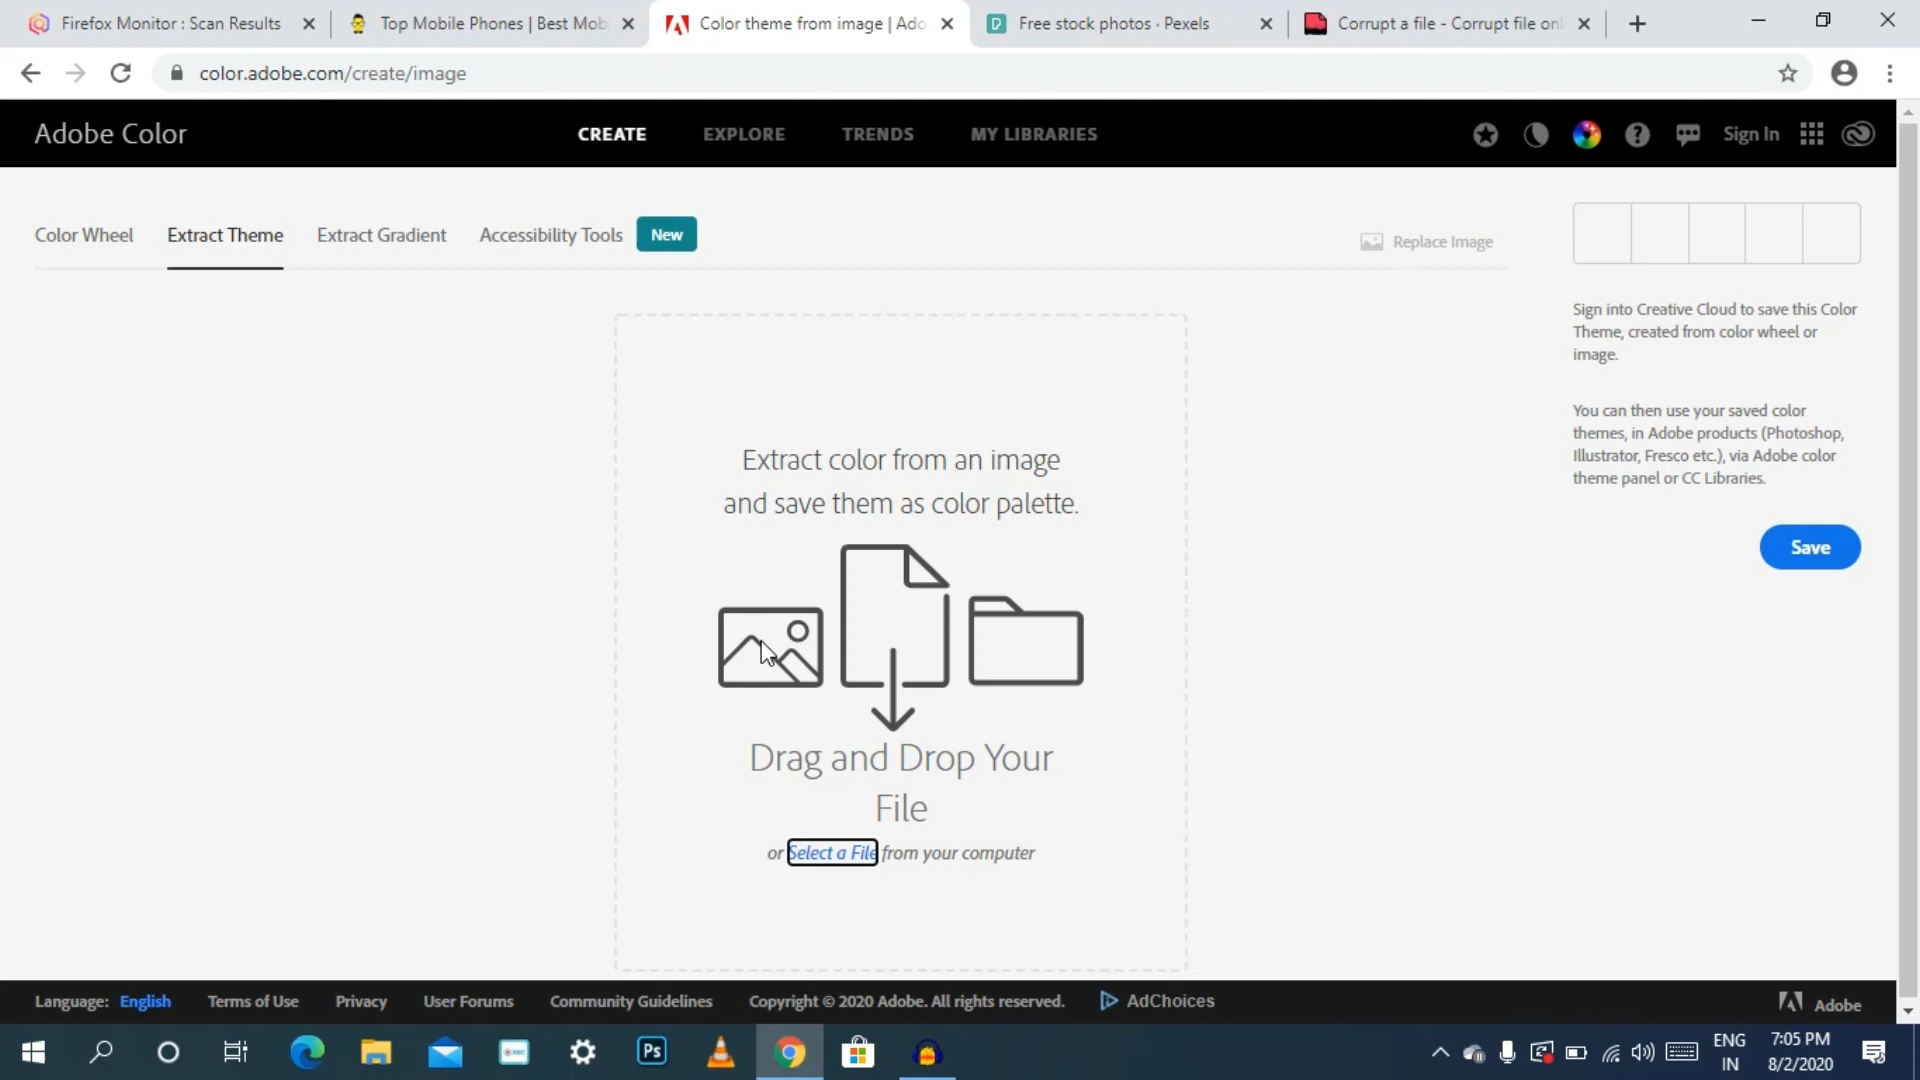 Firefox Monitor : Scan Results
Top Mobile Phones | Best Mob
Color theme from image | Ado
Free stock photos · Pexels
Corrupt a file - Corrupt file onl
color.adobe.com/create/image
Adobe Color
CREATE
EXPLORE
TRENDS
MY LIBRARIES
Sign In
Color Wheel
Extract Theme
Extract Gradient
Accessibility Tools
New
Replace Image
Sign into Creative Cloud to save this Color
Theme, created from color wheel or
image.
You can then use your saved color
themes, in Adobe products (Photoshop,
Illustrator, Fresco etc.), via Adobe color
theme panel or CC Libraries.
Save
Extract color from an image
and save them as color palette.
Drag and Drop Your
File
or Select a File from your computer
Language: English
Terms of Use
Privacy
User Forums
Community Guidelines
Copyright © 2020 Adobe. All rights reserved.
AdChoices
Adobe
Ps
ENG
IN
7:05 PM
8/2/2020